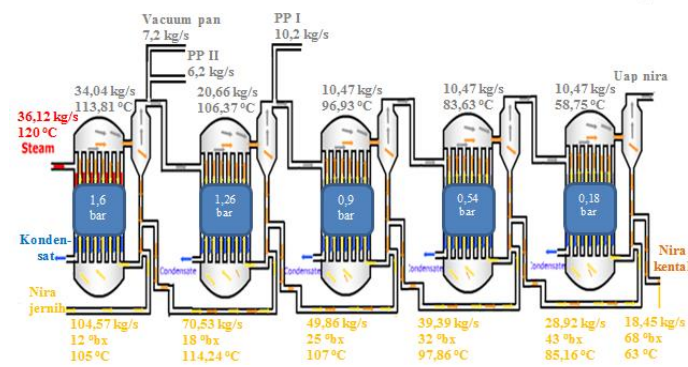 Vacuum pan
7,2 kg/s
PP II
6,2 kg/s
PP I
10,2 kg/s
34,04 kg/s
113,81 °C
20,66 kg/s
106,37 °C
10,47 kg/s
96,93 °C
10,47 kg/s
83,63 °C
10,47 kg/s
58,75 °C
Uap nira
36,12 kg/s
120 °C
Steam
1,6
bar
1,26
bar
0,9
bar
0,54
bar
0,18
bar
Konden-
sat
Condensate
Condensate
Condensate
Condensate
Nira
kental
Nira
jernih
104,57 kg/s
12 °bx
105 °C
70,53 kg/s
18 °bx
114,24 °C
49,86 kg/s
25 °bx
107 °C
39,39 kg/s
32 °bx
97,86 °C
28,92 kg/s
43 °bx
85,16 °C
18,45 kg/s
68 °bx
63 °C